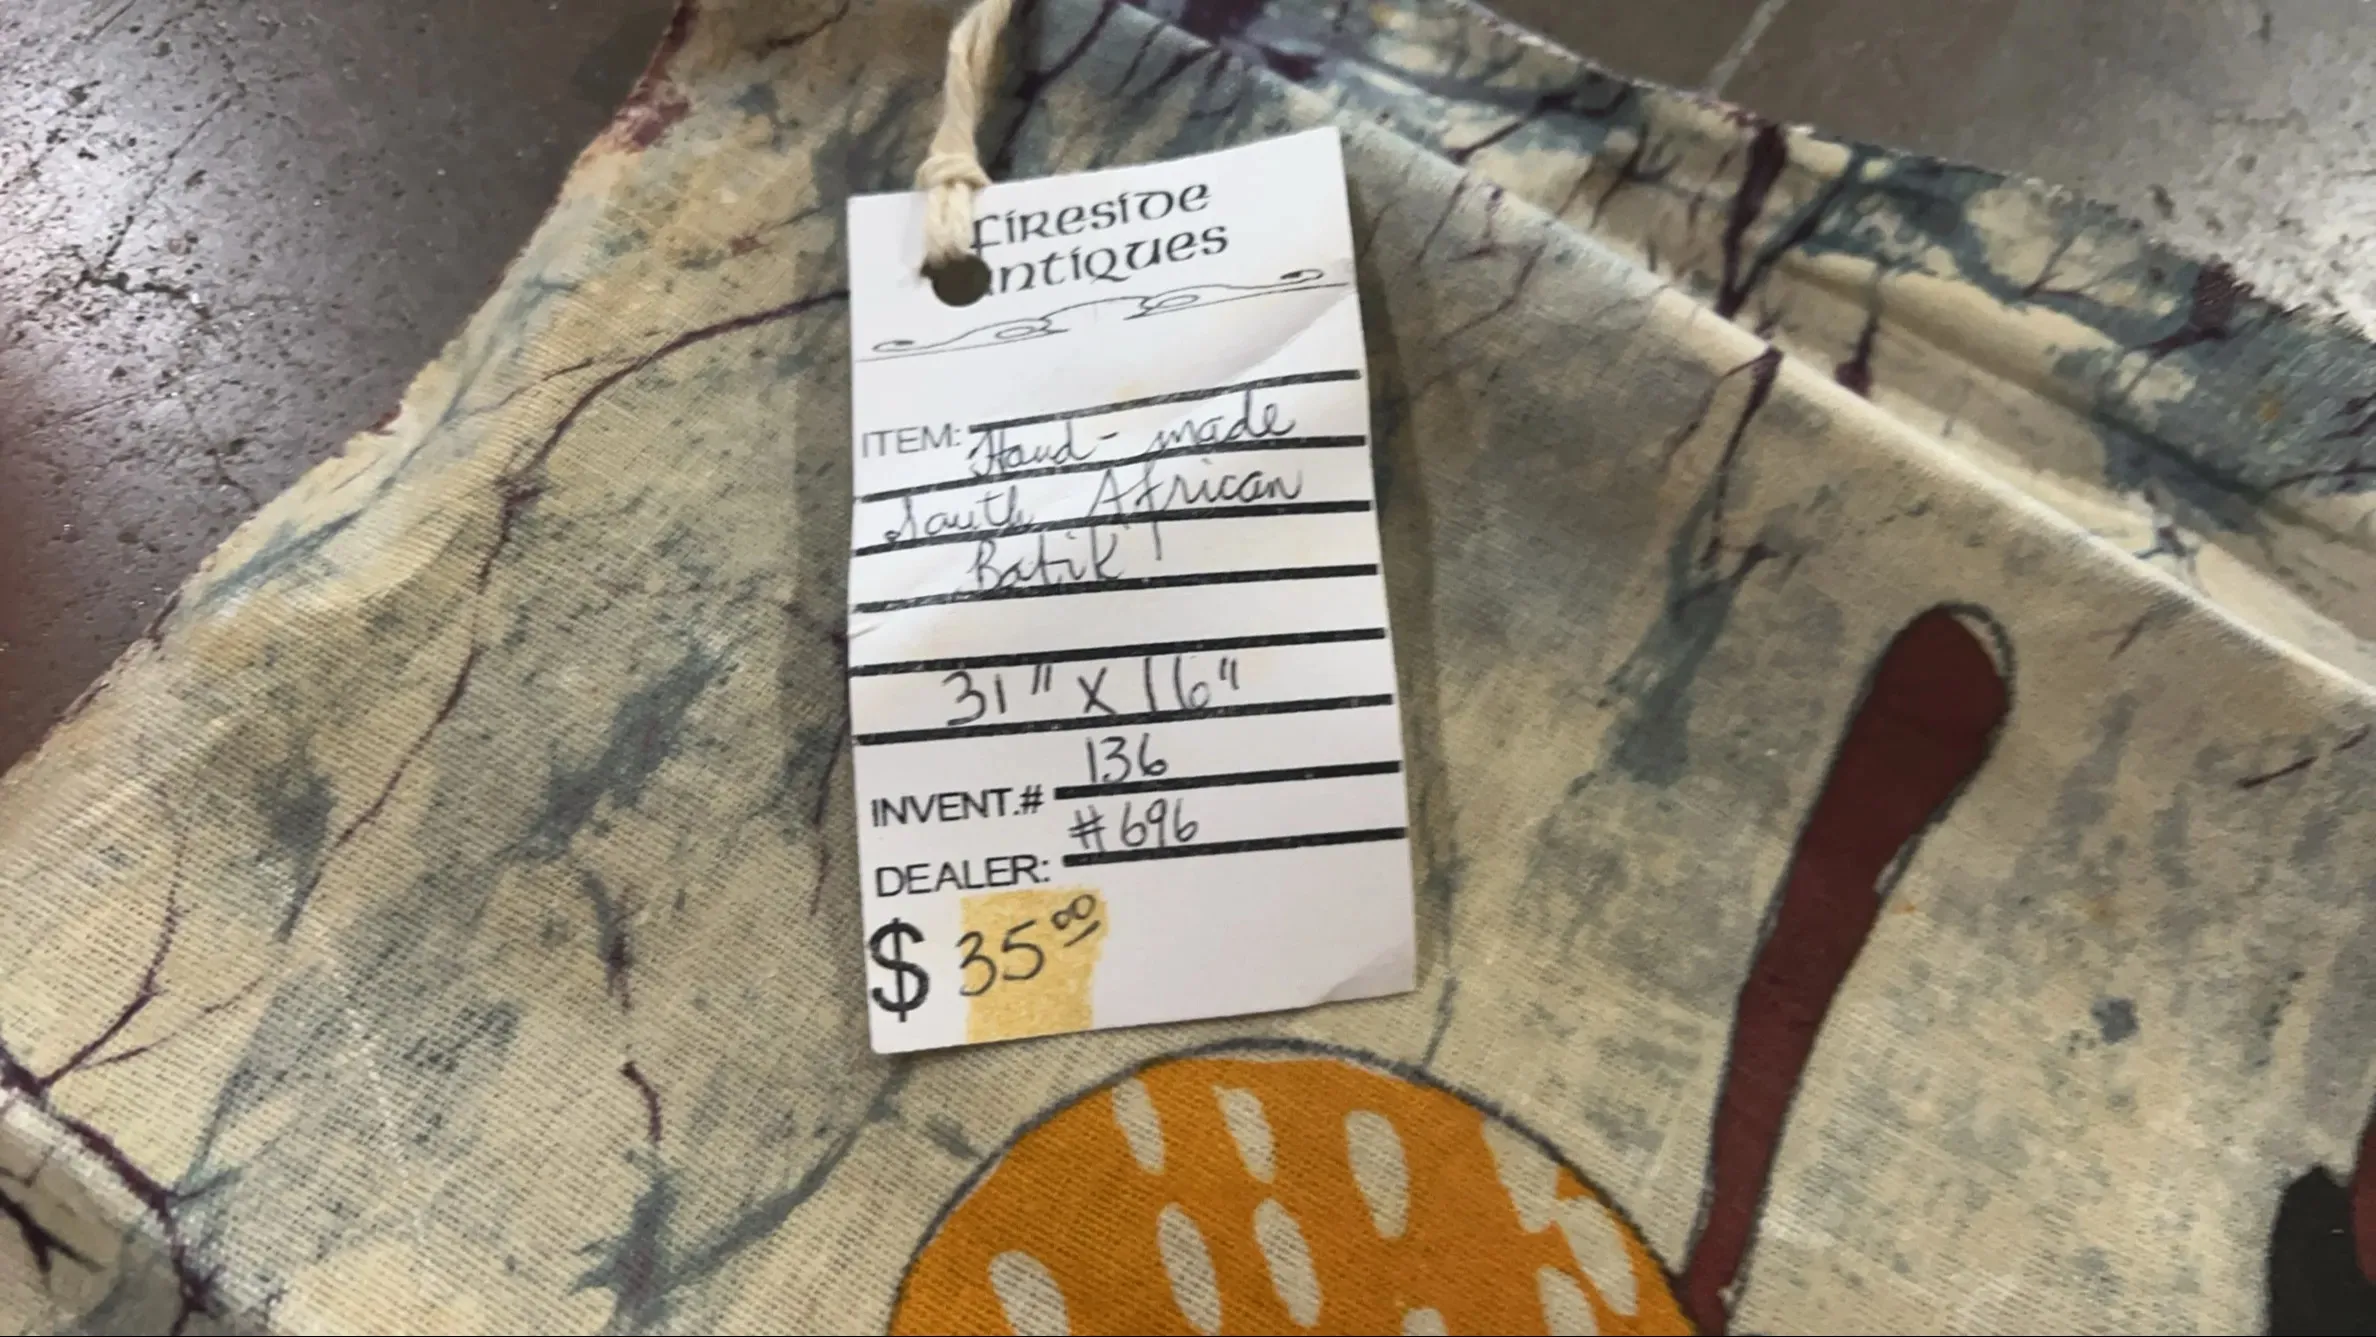 Fireside
Antiques
ITEM: Hand-made
South African
Batik
31" x 16"
136
INVENT.#
#696
DEALER:
$ 35.00